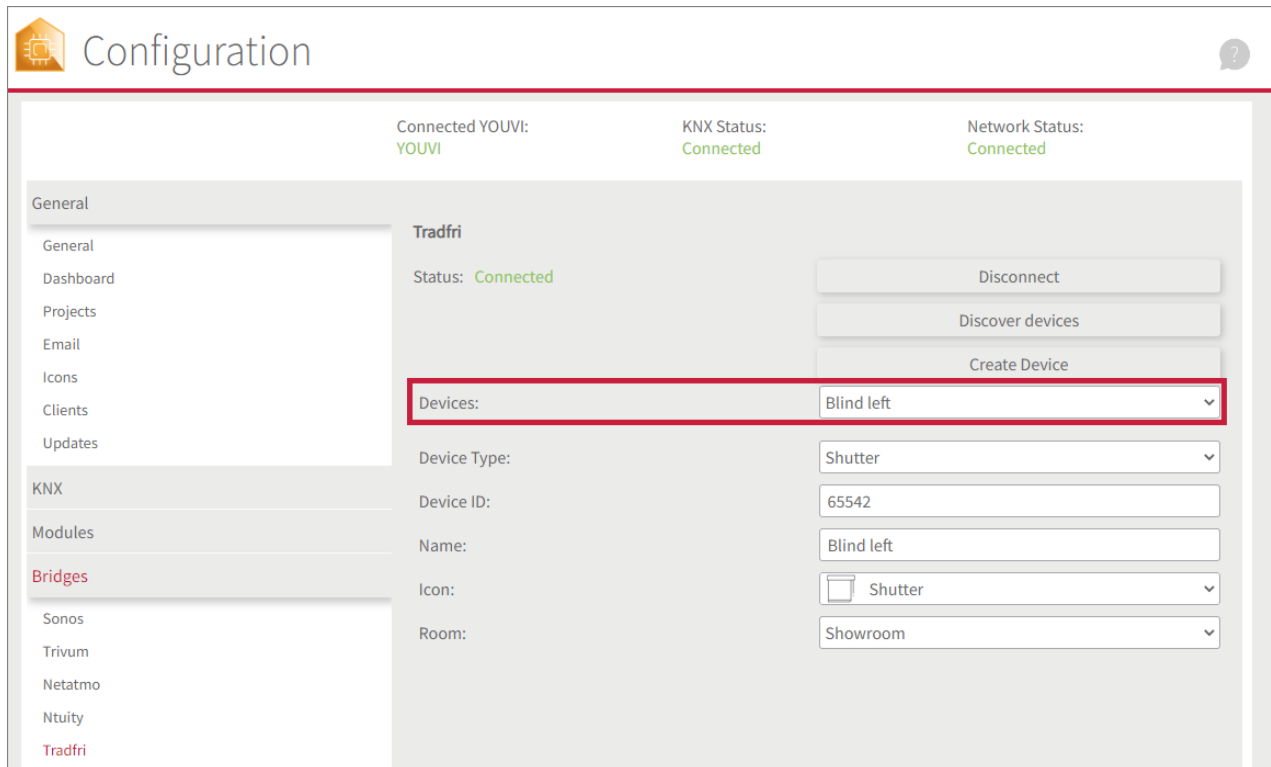 Configuration
?
Connected YOUVI:
YOUVI
KNX Status:
Connected
Network Status:
Connected
General
General
Dashboard
Projects
Email
Icons
Clients
Updates
KNX
Modules
Bridges
Sonos
Trivum
Netatmo
Ntuity
Tradfri
Tradfri
Status: Connected
Disconnect
Discover devices
Create Device
Devices: Blind left
Device Type: Shutter
Device ID: 65542
Name: Blind left
Icon: Shutter
Room: Showroom